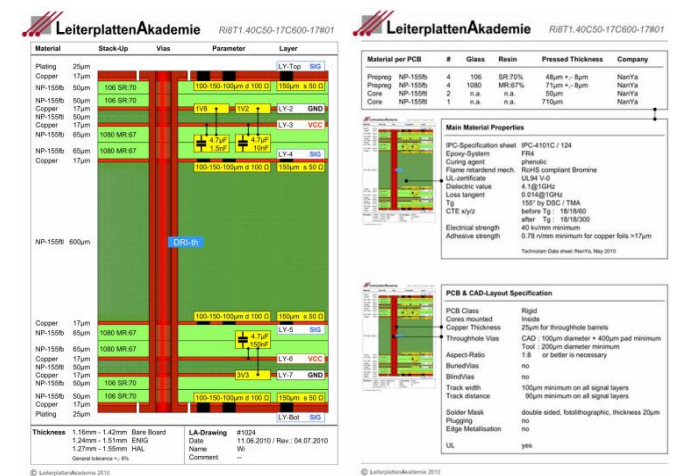 LeiterplattenAkademie Ri8T1.40C50-17C600-17#01
Material Stack-Up Vias Parameter Layer
Plating 25µm LY-Top SIG
Copper 17µm
NP-155fb 50µm 106 SR:70 100-150-100µm d 100 Ω 150µm s 50 Ω
NP-155fb 50µm 106 SR:70
Copper 17µm 1V8 1V2 LY-2 GND
NP-155ftl 50µm
Copper 17µm LY-3 VCC
NP-155fb 65µm 1080 MR:67 4.7µF 1.5nF 4.7µF 10nF
NP-155fb 65µm 1080 MR:67 LY-4 SIG
Copper 17µm
100-150-100µm d 100 Ω 150µm s 50 Ω
NP-155ftl 600µm DRI-th
100-150-100µm d 100 Ω 150µm s 50 Ω
Copper 17µm LY-5 SIG
NP-155fb 65µm 1080 MR:67 4.7µF 150nF
NP-155fb 65µm 1080 MR:67
Copper 17µm LY-6 VCC
NP-155ftl 50µm
Copper 17µm 3V3 LY-7 GND
NP-155fb 50µm 106 SR:70
NP-155fb 50µm 106 SR:70 100-150-100µm d 100 Ω 150µm s 50 Ω
Copper 17µm
Plating 25µm LY-Bot SIG
Thickness 1.16mm - 1.42mm Bare Board LA-Drawing #1024
1.24mm - 1.51mm ENIG Date 11.06.2010 / Rev.: 04.07.2010
1.27mm - 1.55mm HAL Name Wi
General tolerance +,- 6% Comment --
© LeiterplattenAkademie 2010
LeiterplattenAkademie Ri8T1.40C50-17C600-17#01
Material per PCB # Glass Resin Pressed Thickness Company
Prepreg NP-155fb 4 106 SR:70% 48µm +,- 8µm NanYa
Prepreg NP-155fb 4 1080 MR:67% 71µm +,- 8µm NanYa
Core NP-155ftl 2 n.a. n.a. 50µm NanYa
Core NP-155ftl 1 n.a. n.a. 710µm NanYa
Main Material Properties
IPC-Specification sheet IPC-4101C / 124
Epoxy-System FR4
Curing agent phenolic
Flame retardend mech. RoHS compliant Bromine
UL-zertificate UL94 V-0
Dielectric value 4.1@1GHz
Loss tangent 0.014@1GHz
Tg 155° by DSC / TMA
CTE x/y/z before Tg : 18/18/60
after Tg : 18/18/300
Electrical strength 40 kv/mm minimum
Adhesive strength 0.78 n/mm minimum for copper foils >17µm
Technolam Data sheet /NanYa, May 2010
PCB & CAD-Layout Specification
PCB Class Rigid
Cores mounted Inside
Copper Thickness 25µm for throughhole barrels
Throughhole Vias CAD : 100µm diameter + 400µm pad minimum
Tool : 200µm diameter minimum
Aspect-Ratio 1:8 or better is necessary
BuriedVias no
BlindVias no
Track width 100µm minimum on all signal layers
Track distance 90µm minimum on all signal layers
Solder Mask double sided, fotolithographic, thickness 20µm
Plugging no
Edge Metallisation no
UL yes
© LeiterplattenAkademie 2010